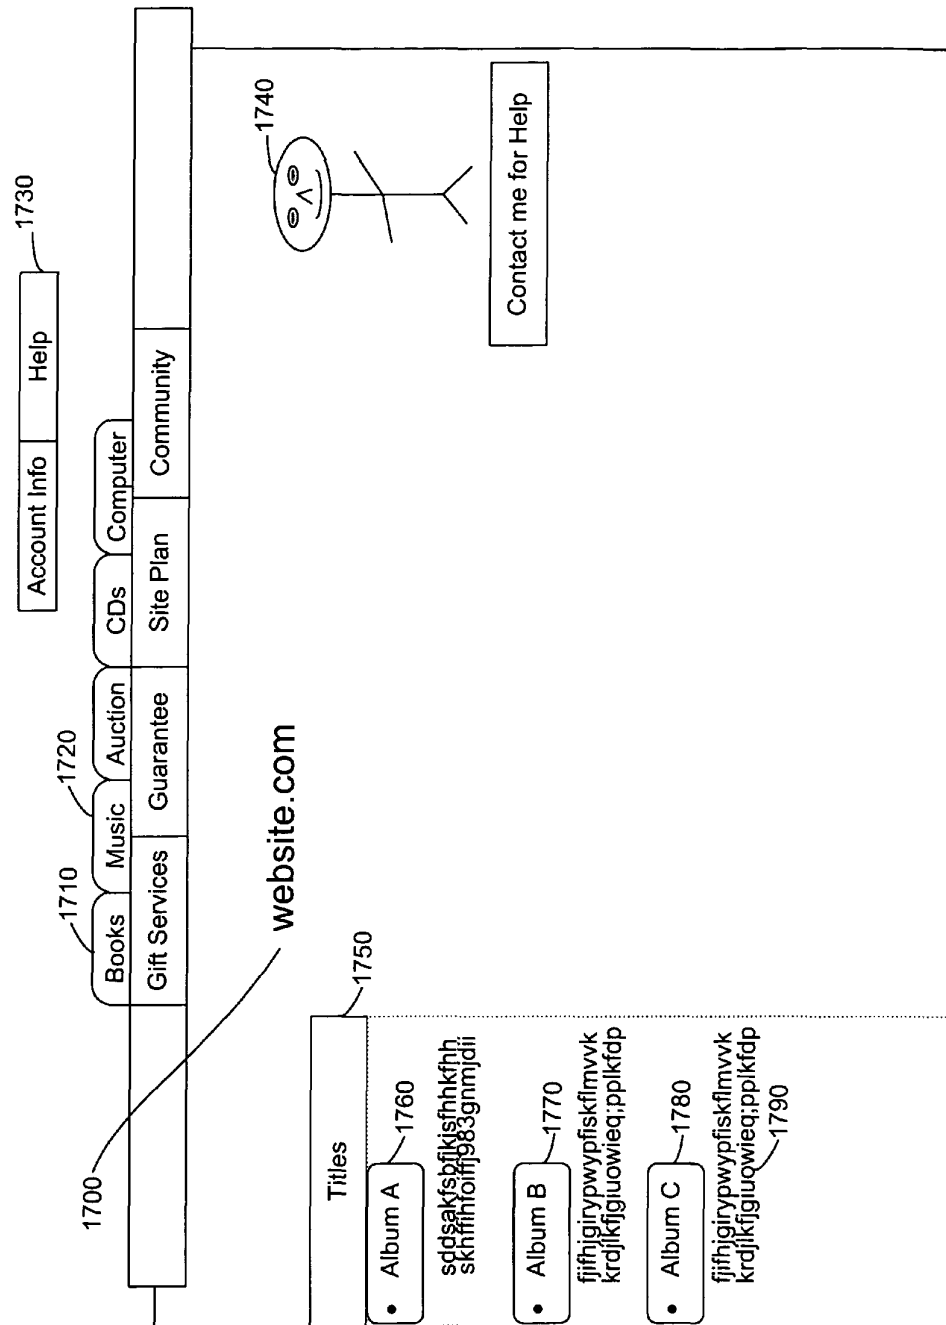 Account Info Help 1730
1710 1720
Books Music Auction CDs Computer
Gift Services Guarantee Site Plan Community
1700
website.com
1740
Titles 1750
• Album A 1760
skhffihfoiffj983gnmjdii
Contact me for Help
• Album B 1770
fjifhjgirypwypfiskflmvvk
krdjlkfjgiuowieq;pplkfdp
• Album C 1780
fjifhjgirypwypfiskflmvvk
krdjlkfjgiuowieq;pplkfdp
1790